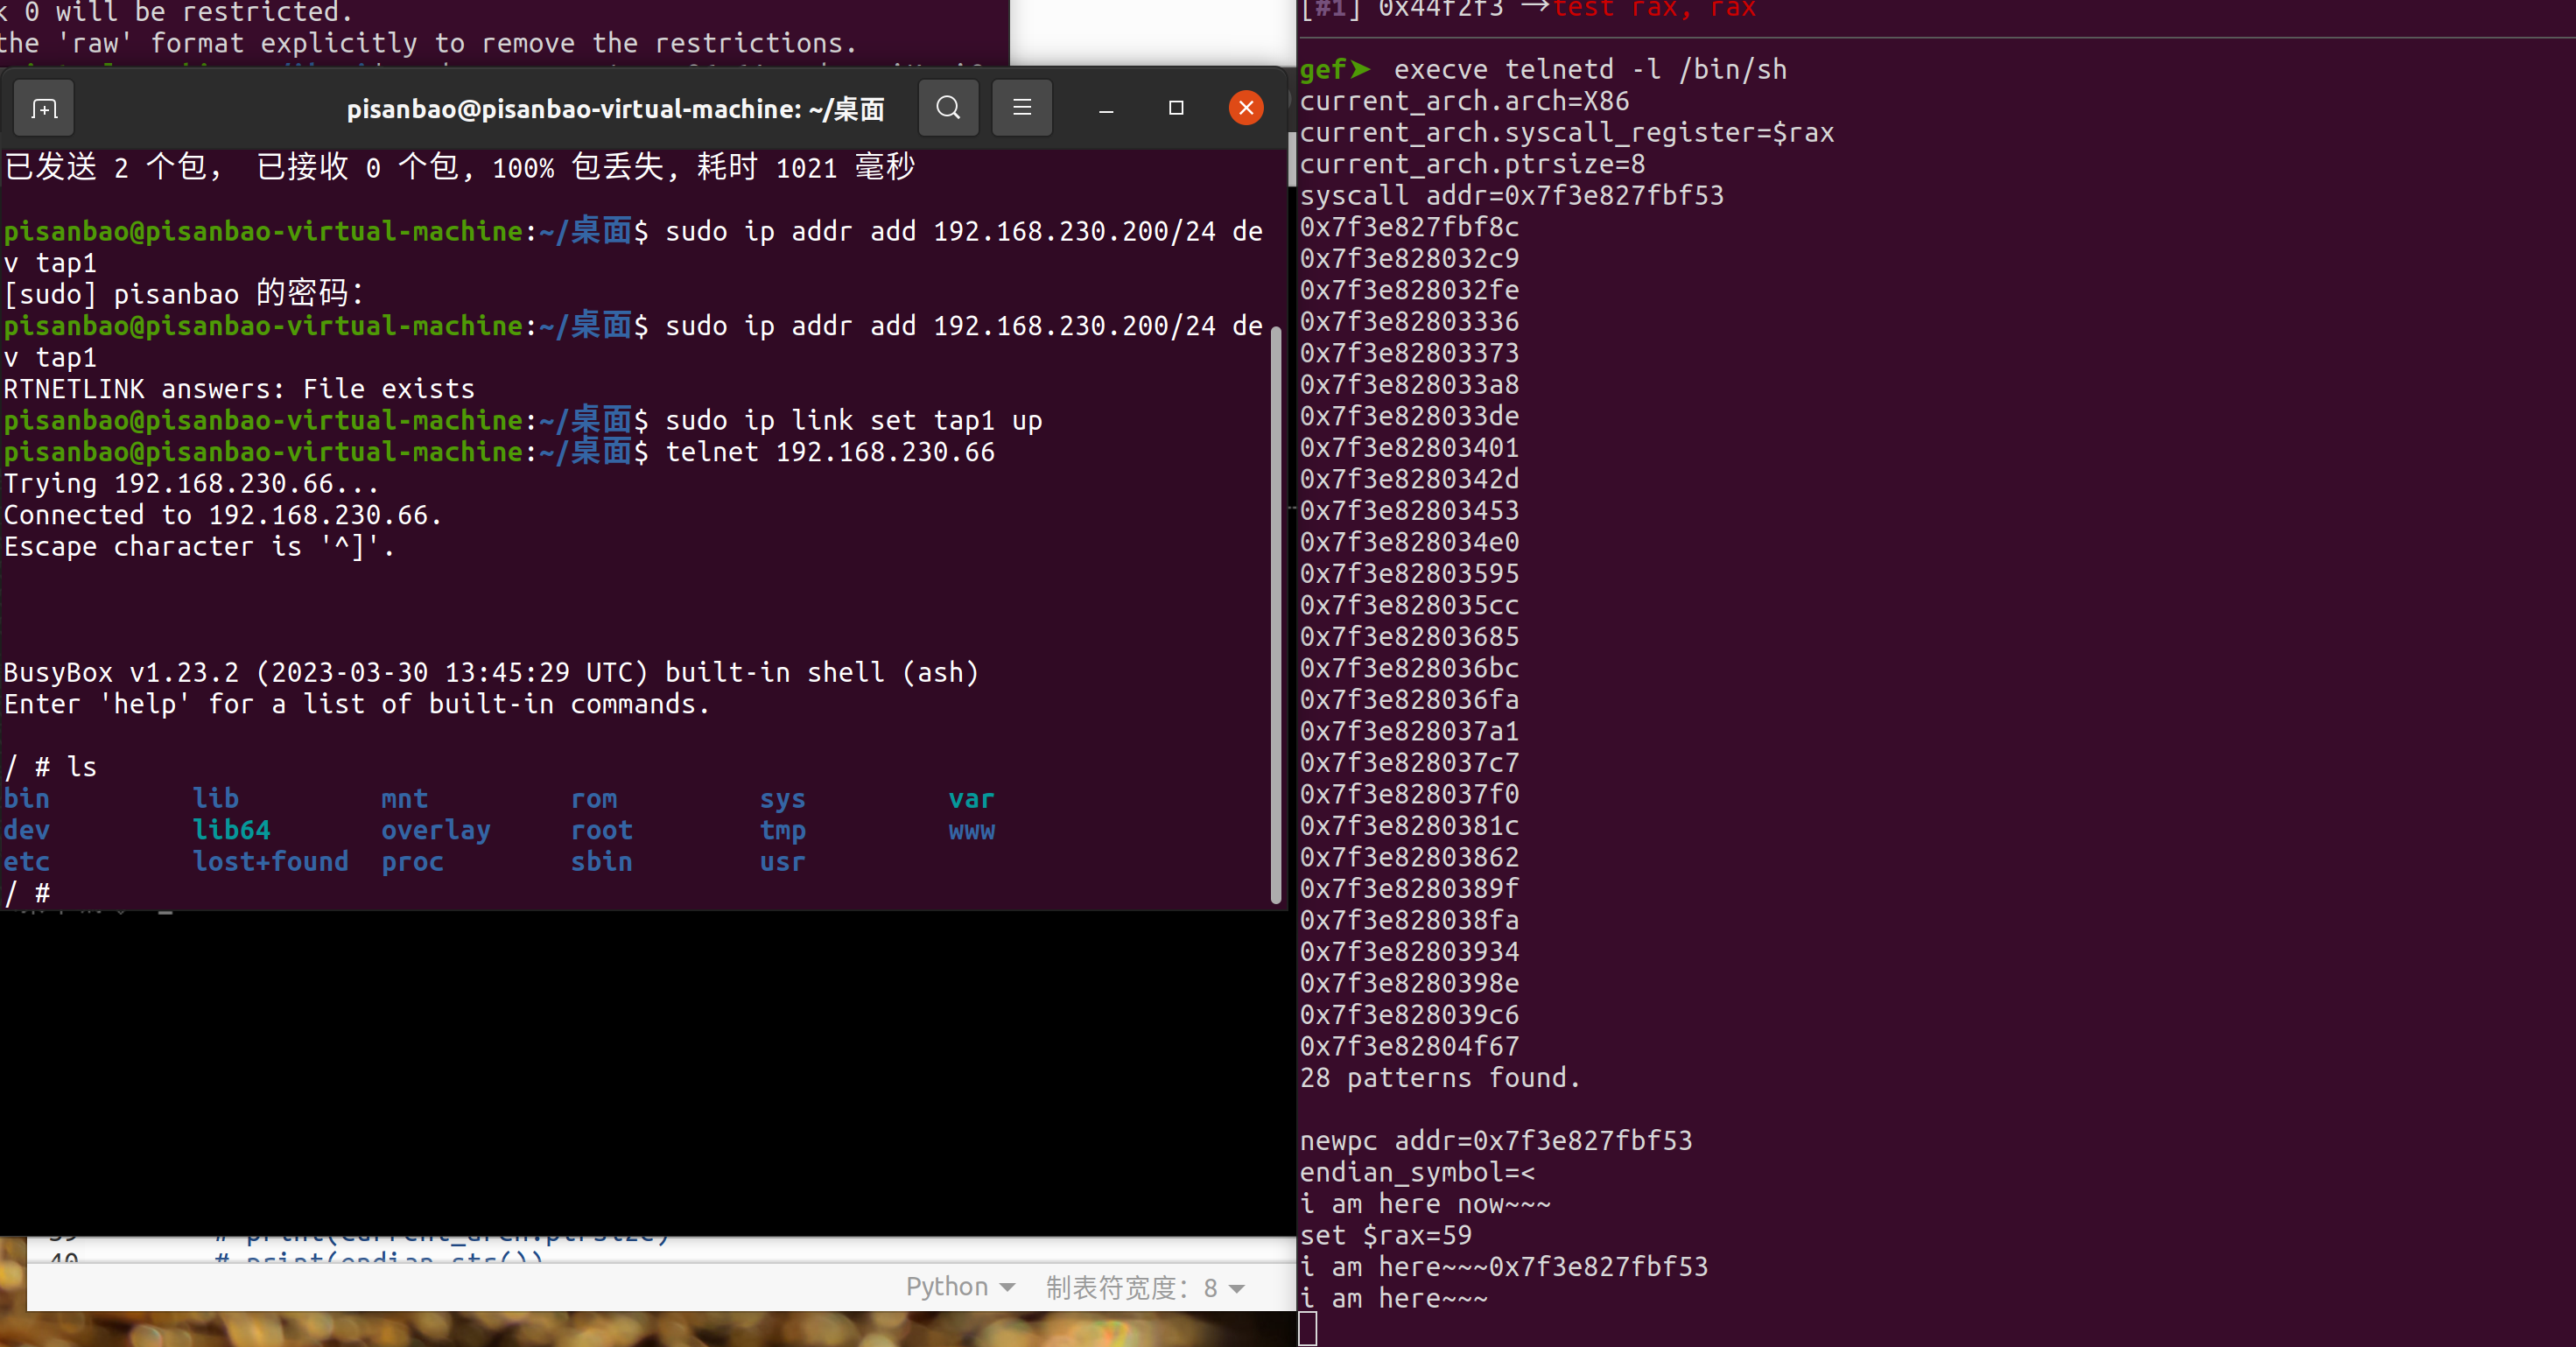 k 0 will be restricted.
the 'raw' format explicitly to remove the restrictions.
pisanbao@pisanbao-virtual-machine: ~/桌面
已发送 2 个包， 已接收 0 个包, 100% 包丢失, 耗时 1021 毫秒
pisanbao@pisanbao-virtual-machine:~/桌面$ sudo ip addr add 192.168.230.200/24 de
v tap1
[sudo] pisanbao 的密码：
pisanbao@pisanbao-virtual-machine:~/桌面$ sudo ip addr add 192.168.230.200/24 de
v tap1
RTNETLINK answers: File exists
pisanbao@pisanbao-virtual-machine:~/桌面$ sudo ip link set tap1 up
pisanbao@pisanbao-virtual-machine:~/桌面$ telnet 192.168.230.66
Trying 192.168.230.66...
Connected to 192.168.230.66.
Escape character is '^]'.
BusyBox v1.23.2 (2023-03-30 13:45:29 UTC) built-in shell (ash)
Enter 'help' for a list of built-in commands.
/ # ls
bin lib mnt rom sys var
dev lib64 overlay root tmp www
etc lost+found proc sbin usr
/ #
39 # print(current_arch.ptrsize)
40 # print(endian_str())
Python 制表符宽度：8
[#1] 0x44f2f3 →test rax, rax
gef➤ execve telnetd -l /bin/sh
current_arch.arch=X86
current_arch.syscall_register=$rax
current_arch.ptrsize=8
syscall addr=0x7f3e827fbf53
0x7f3e827fbf8c
0x7f3e828032c9
0x7f3e828032fe
0x7f3e82803336
0x7f3e82803373
0x7f3e828033a8
0x7f3e828033de
0x7f3e82803401
0x7f3e8280342d
0x7f3e82803453
0x7f3e828034e0
0x7f3e82803595
0x7f3e828035cc
0x7f3e82803685
0x7f3e828036bc
0x7f3e828036fa
0x7f3e828037a1
0x7f3e828037c7
0x7f3e828037f0
0x7f3e8280381c
0x7f3e82803862
0x7f3e8280389f
0x7f3e828038fa
0x7f3e82803934
0x7f3e8280398e
0x7f3e828039c6
0x7f3e82804f67
28 patterns found.
newpc addr=0x7f3e827fbf53
endian_symbol=<
i am here now~~~
set $rax=59
i am here~~~0x7f3e827fbf53
i am here~~~